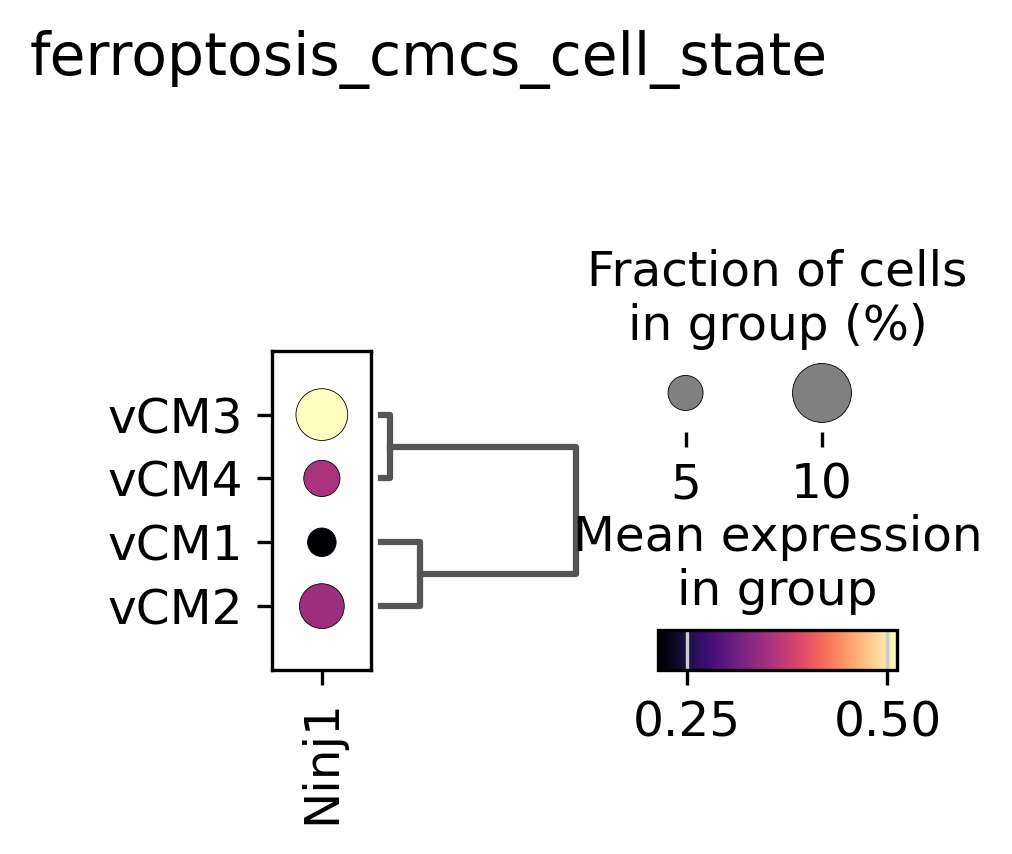 ferroptosis_cmcs_cell_state
Fraction of cells
in group (%)
vCM3
vCM4
vCM1
vCM2
5 10
Mean expression
in group
0.25 0.50
Ninj1